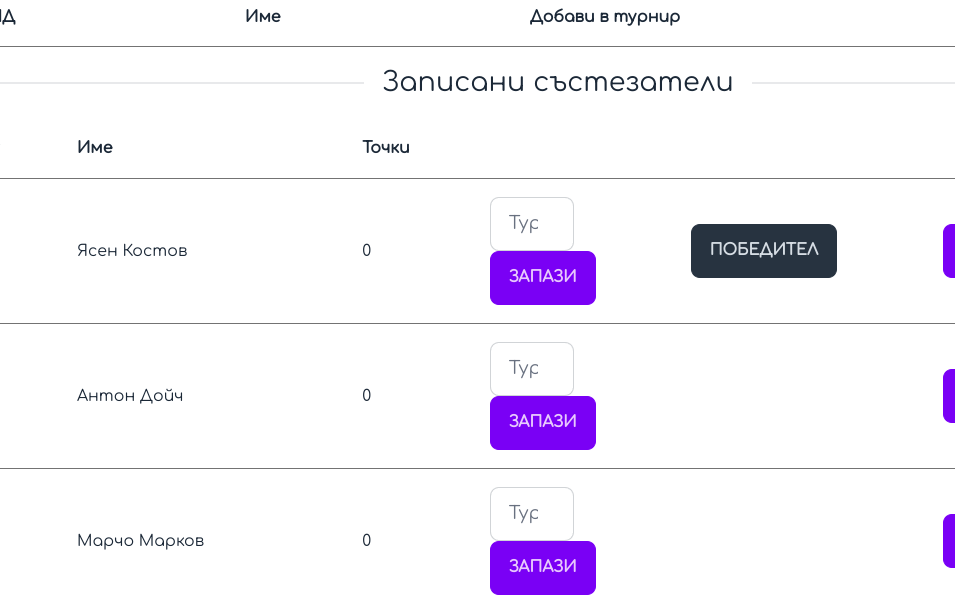 Име Добави в турнир
Записани състезатели
Име Точки
Ясен Костов 0 Тур ПОБЕДИТЕЛ
ЗАПАЗИ
Антон Дойч 0 Тур
ЗАПАЗИ
Марчо Марков 0 Тур
ЗАПАЗИ